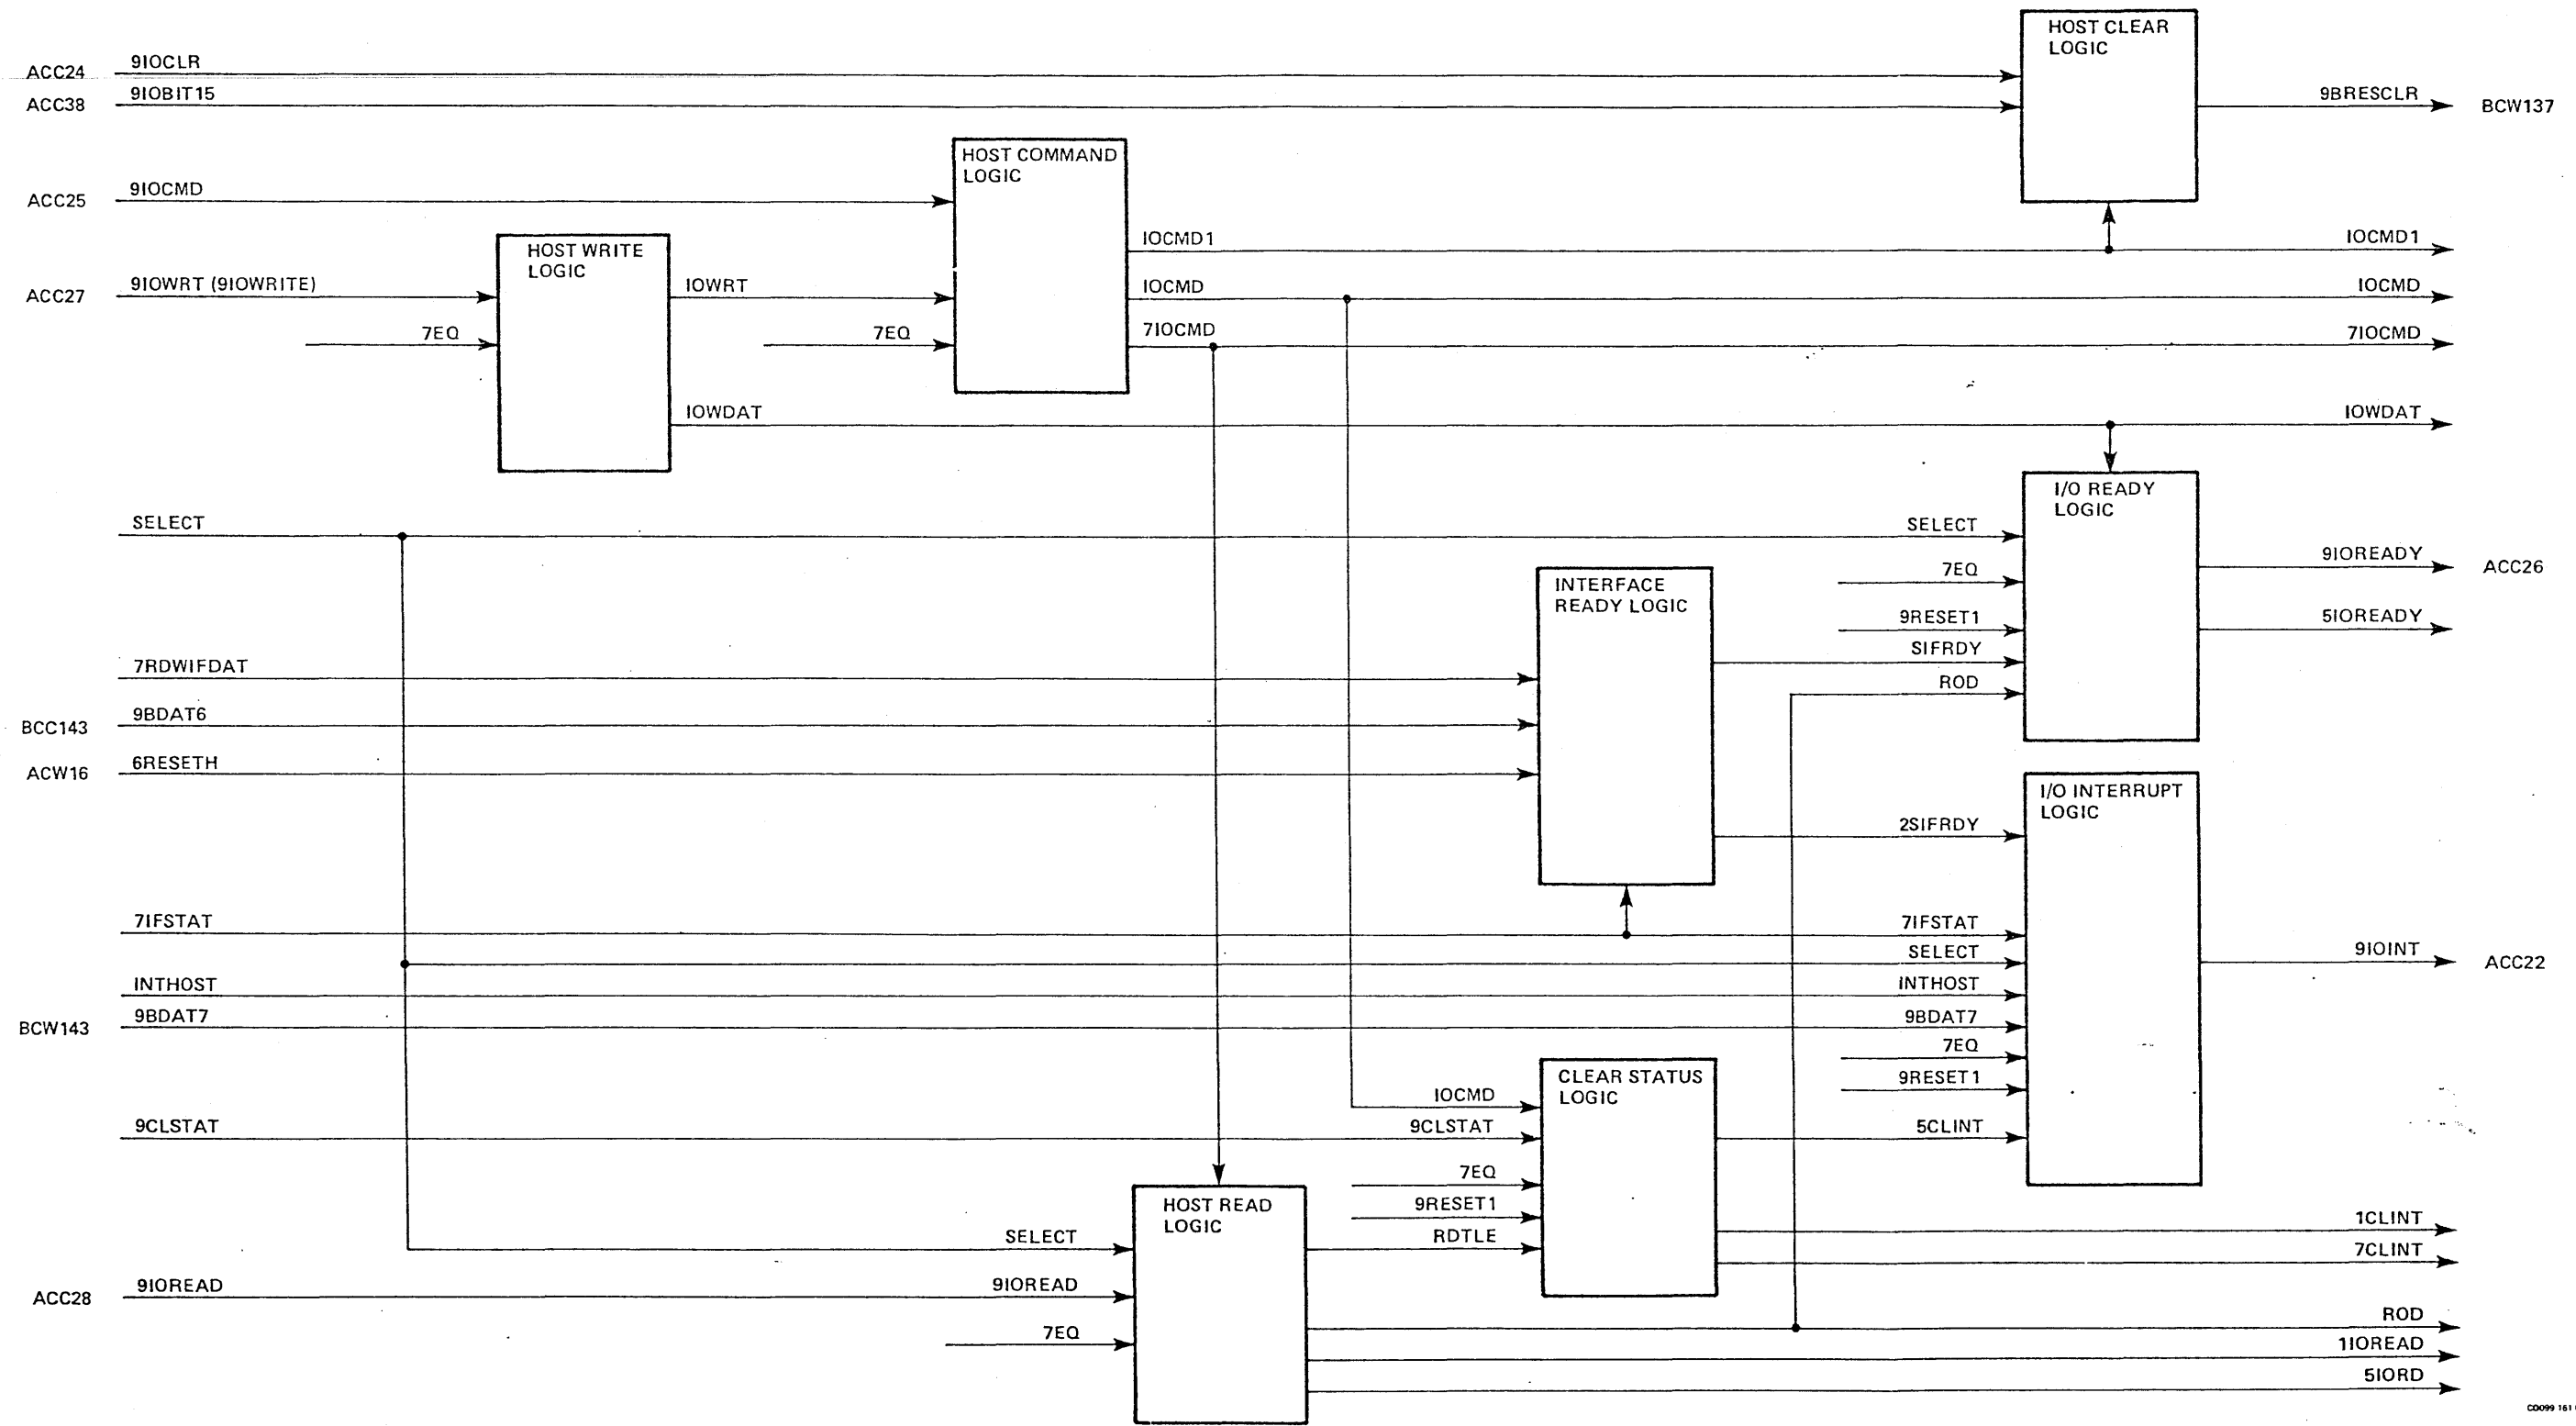 HOST CLEAR
LOGIC
ACC24 9IOCLR
ACC38 9IOBIT15
9BRESCLR BCW137
HOST COMMAND
LOGIC
ACC25 9IOCMD
HOST WRITE
LOGIC
IOCMD1 IOCMD1
ACC27 9IOWRT (9IOWRITE) IOWRT IOCMD IOCMD
7EQ 7EQ 7IOCMD 7IOCMD
IOWDAT IOWDAT
I/O READY
LOGIC
SELECT SELECT
9IOREADY ACC26
INTERFACE
READY LOGIC
7EQ
9RESET1 5IOREADY
7RDWIFDAT SIFRDY
ROD
BCC143 9BDAT6
ACW16 6RESETH
I/O INTERRUPT
LOGIC
2SIFRDY
7IFSTAT 7IFSTAT
SELECT 9IOINT ACC22
INTHOST INTHOST
BCW143 9BDAT7 9BDAT7
7EQ
CLEAR STATUS
LOGIC
9RESET1
IOCMD
9CLSTAT 9CLSTAT 5CLINT
7EQ
HOST READ
LOGIC
9RESET1
1CLINT
SELECT RDTLE
7CLINT
ACC28 9IOREAD 9IOREAD
ROD
7EQ
1IOREAD
5IORD